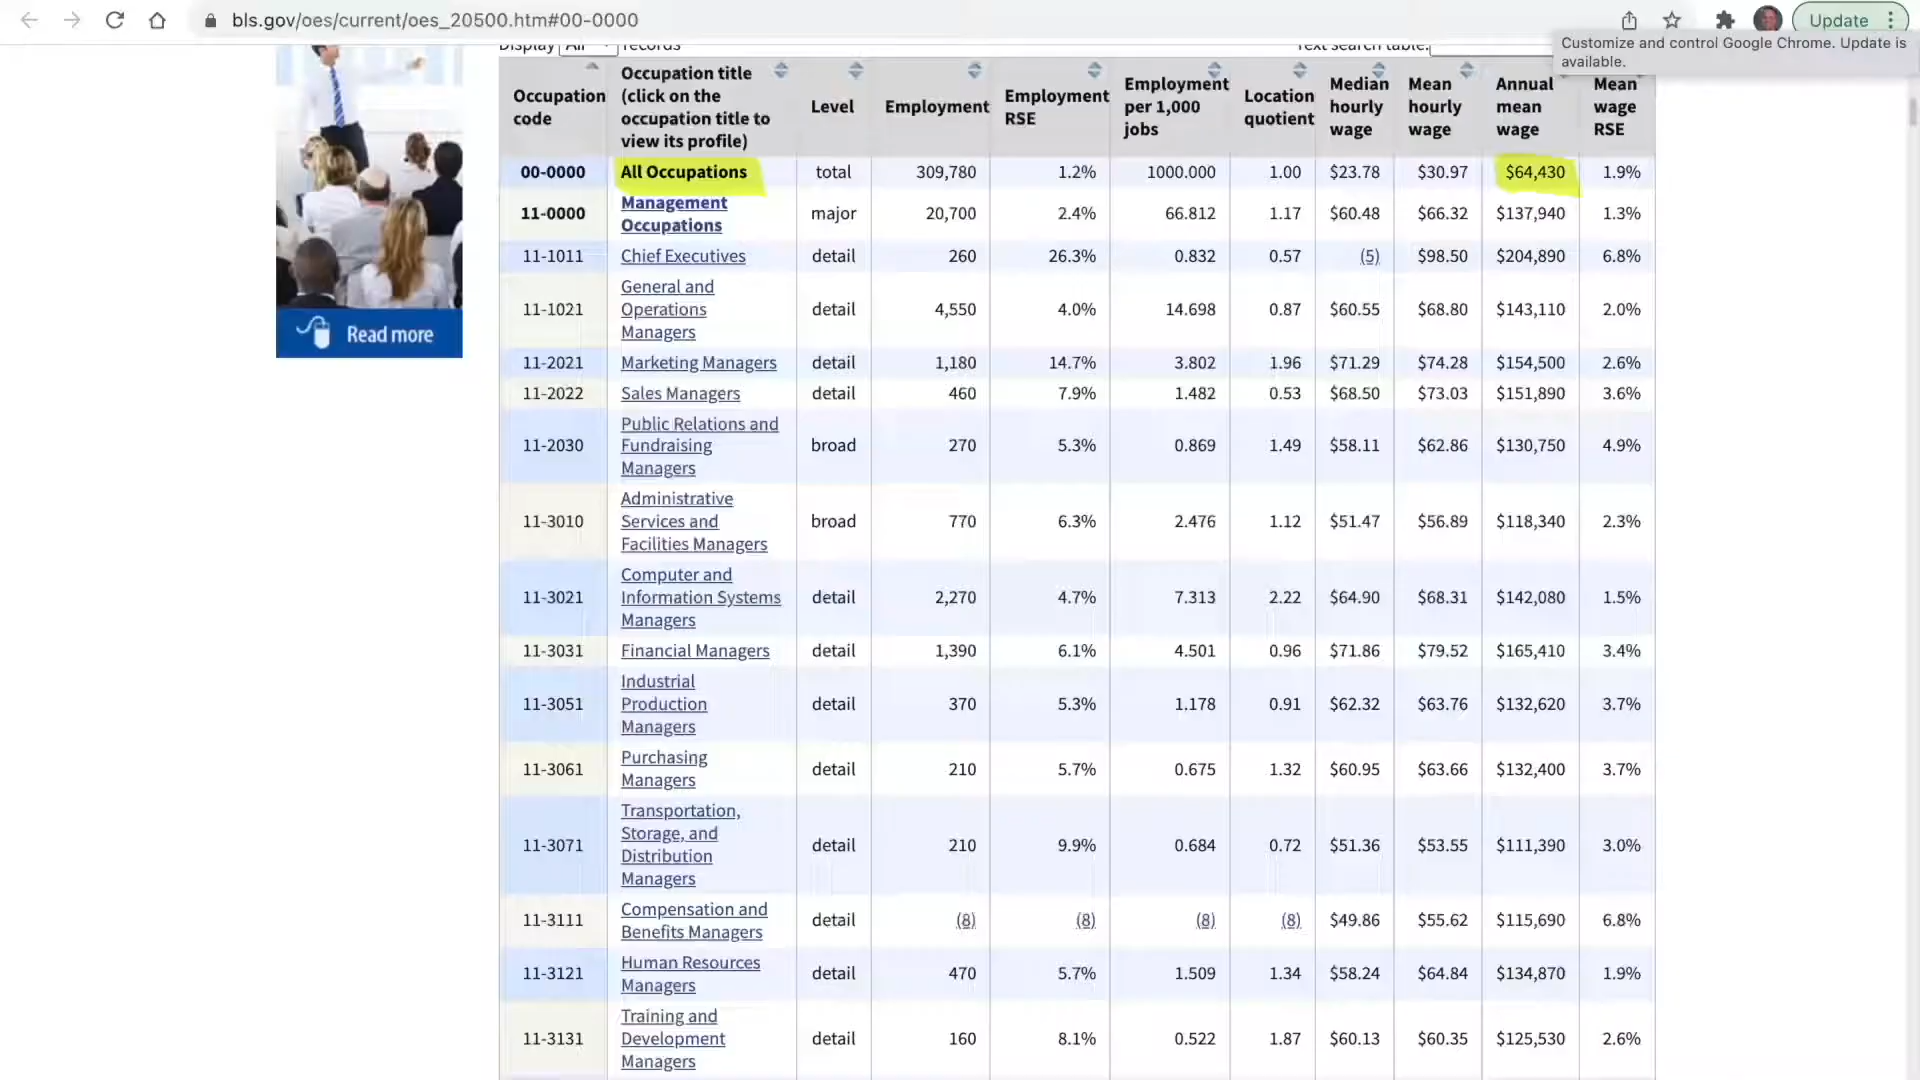 bls.gov/oes/current/oes_20500.htm#00-0000
Update
Customize and control Google Chrome. Update is
available.
Display All records
Text search table:
Occupation code | Occupation title (click on the occupation title to view its profile) | Level | Employment | Employment RSE | Employment per 1,000 jobs | Location quotient | Median hourly wage | Mean hourly wage | Annual mean wage | Mean wage RSE
00-0000 All Occupations total 309,780 1.2% 1000.000 1.00 $23.78 $30.97 $64,430 1.9%
11-0000 Management Occupations major 20,700 2.4% 66.812 1.17 $60.48 $66.32 $137,940 1.3%
11-1011 Chief Executives detail 260 26.3% 0.832 0.57 (5) $98.50 $204,890 6.8%
11-1021 General and Operations Managers detail 4,550 4.0% 14.698 0.87 $60.55 $68.80 $143,110 2.0%
11-2021 Marketing Managers detail 1,180 14.7% 3.802 1.96 $71.29 $74.28 $154,500 2.6%
11-2022 Sales Managers detail 460 7.9% 1.482 0.53 $68.50 $73.03 $151,890 3.6%
11-2030 Public Relations and Fundraising Managers broad 270 5.3% 0.869 1.49 $58.11 $62.86 $130,750 4.9%
11-3010 Administrative Services and Facilities Managers broad 770 6.3% 2.476 1.12 $51.47 $56.89 $118,340 2.3%
11-3021 Computer and Information Systems Managers detail 2,270 4.7% 7.313 2.22 $64.90 $68.31 $142,080 1.5%
11-3031 Financial Managers detail 1,390 6.1% 4.501 0.96 $71.86 $79.52 $165,410 3.4%
11-3051 Industrial Production Managers detail 370 5.3% 1.178 0.91 $62.32 $63.76 $132,620 3.7%
11-3061 Purchasing Managers detail 210 5.7% 0.675 1.32 $60.95 $63.66 $132,400 3.7%
11-3071 Transportation, Storage, and Distribution Managers detail 210 9.9% 0.684 0.72 $51.36 $53.55 $111,390 3.0%
11-3111 Compensation and Benefits Managers detail (8) (8) (8) (8) $49.86 $55.62 $115,690 6.8%
11-3121 Human Resources Managers detail 470 5.7% 1.509 1.34 $58.24 $64.84 $134,870 1.9%
11-3131 Training and Development Managers detail 160 8.1% 0.522 1.87 $60.13 $60.35 $125,530 2.6%
Read more